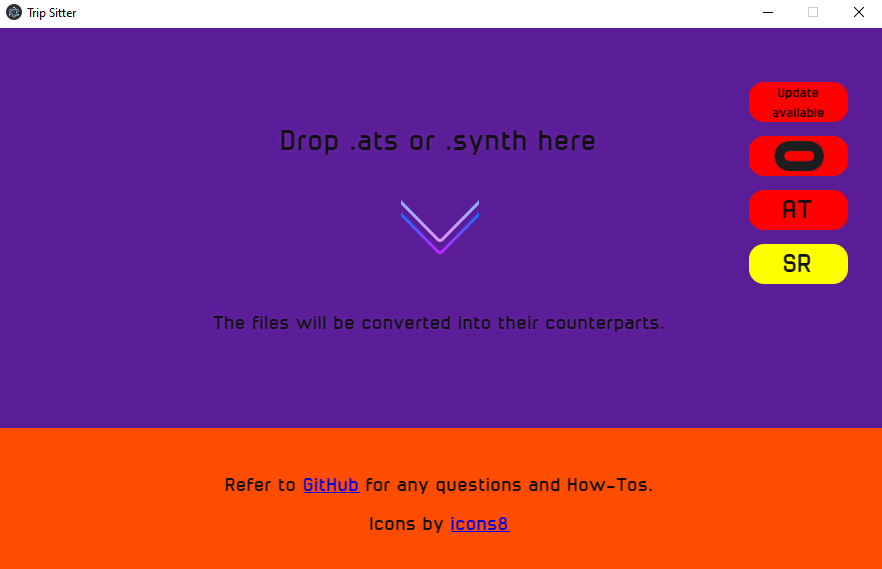 Trip Sitter
Update
available
Drop .ats or .synth here
AT
SR
The files will be converted into their counterparts.
Refer to GitHub for any questions and How-Tos.
Icons by icons8